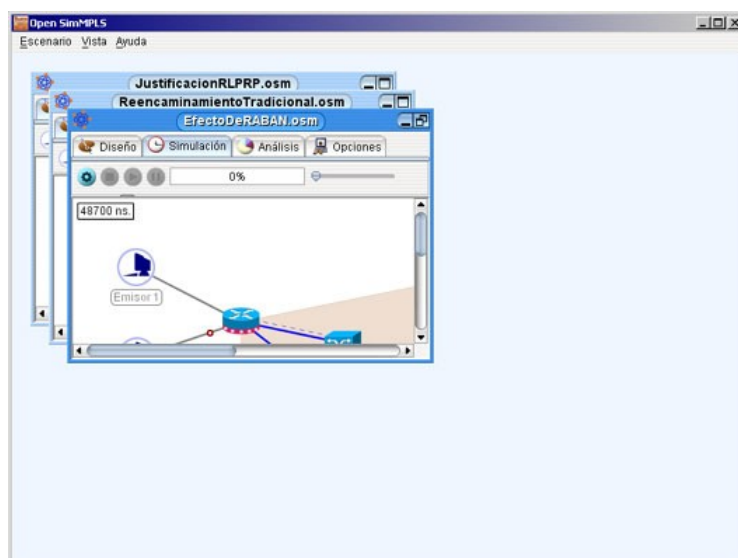 Open SimMPLS
Escenario Vista Ayuda
JustificacionRLPRP.osm
ReencaminamientoTradicional.osm
EfectoDeRABAN.osm
Diseño Simulación Análisis Opciones
0%
48700 ns.
Emisor 1